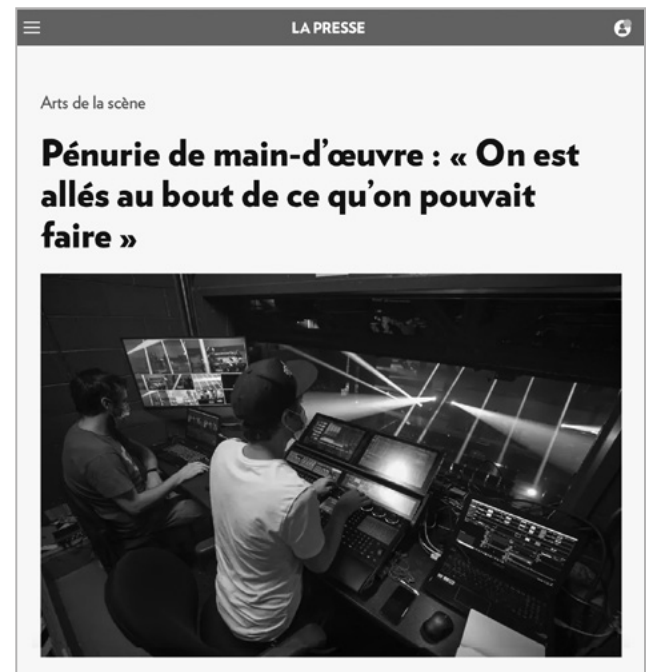 LA PRESSE
Arts de la scène
Pénurie de main-d’œuvre : « On est
allés au bout de ce qu’on pouvait
faire »